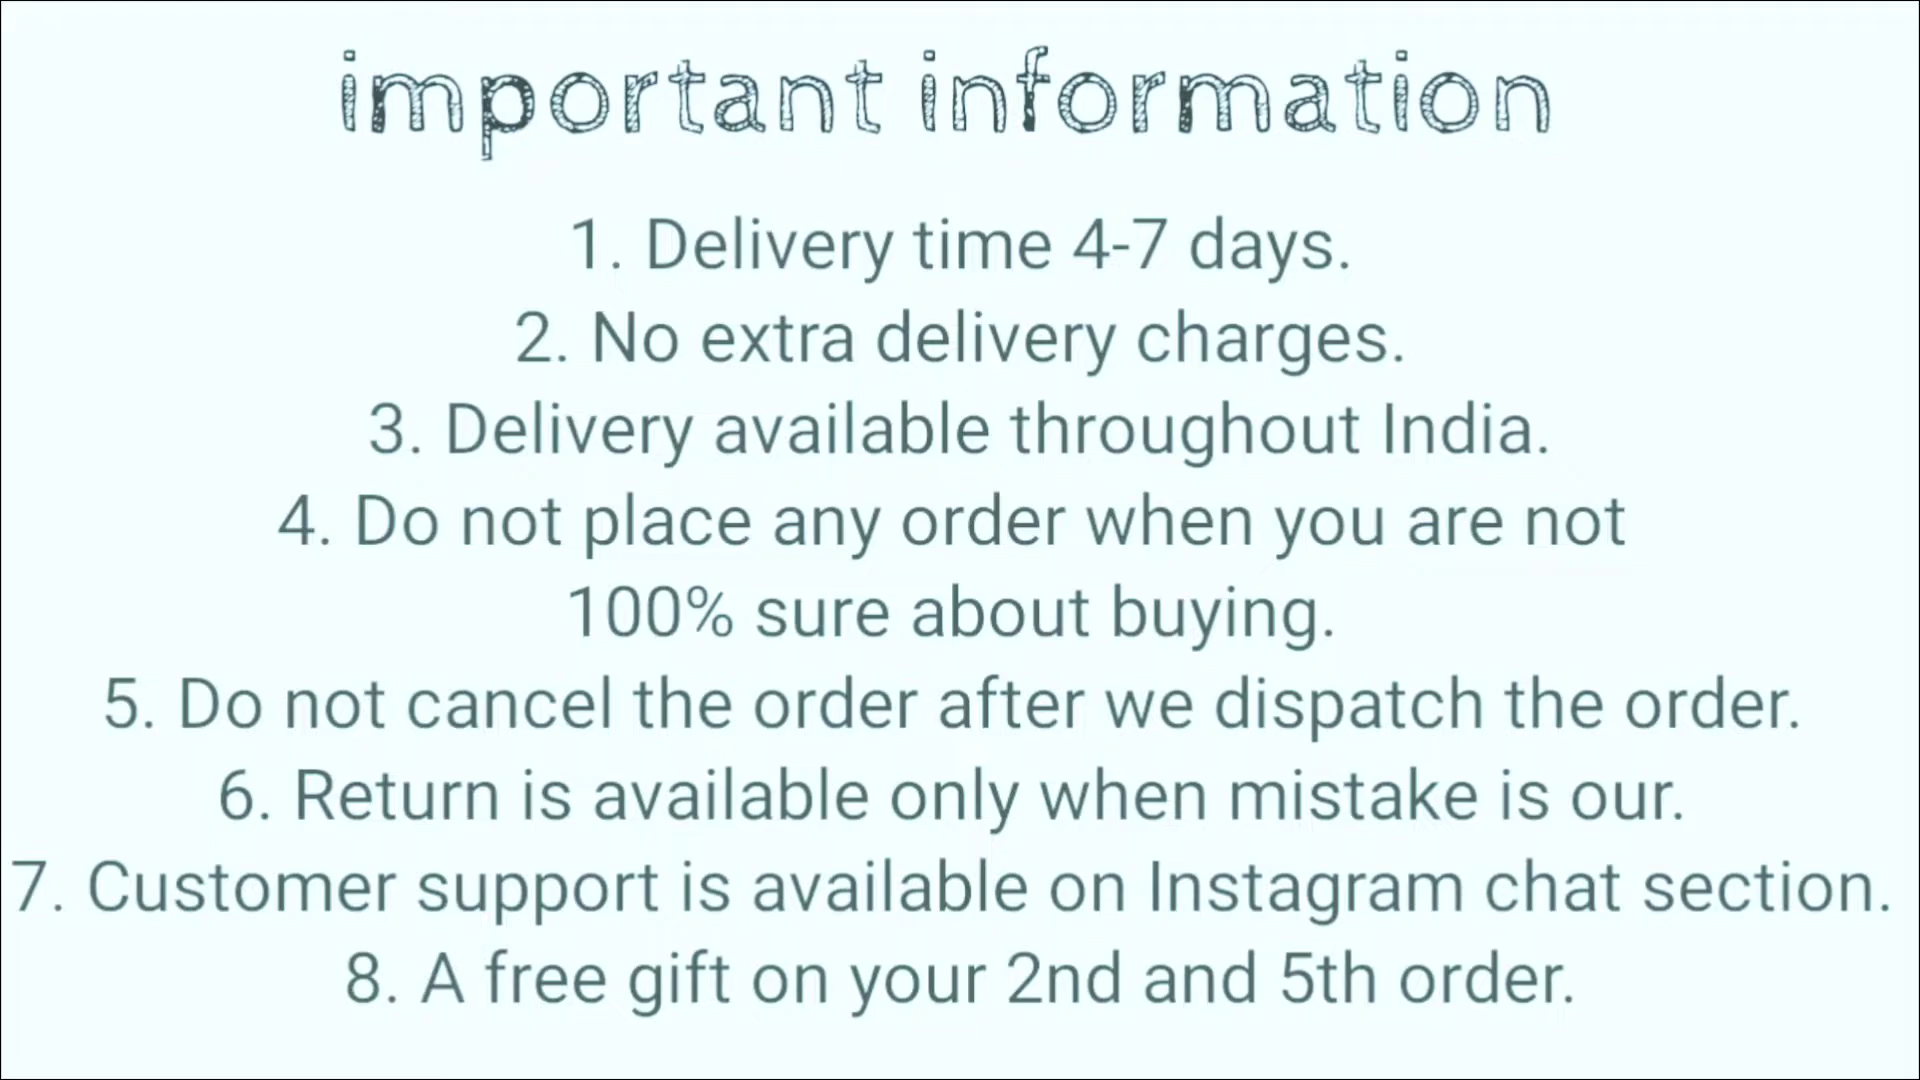 important information
1. Delivery time 4-7 days.
2. No extra delivery charges.
3. Delivery available throughout India.
4. Do not place any order when you are not
100% sure about buying.
5. Do not cancel the order after we dispatch the order.
6. Return is available only when mistake is our.
7. Customer support is available on Instagram chat section.
8. A free gift on your 2nd and 5th order.